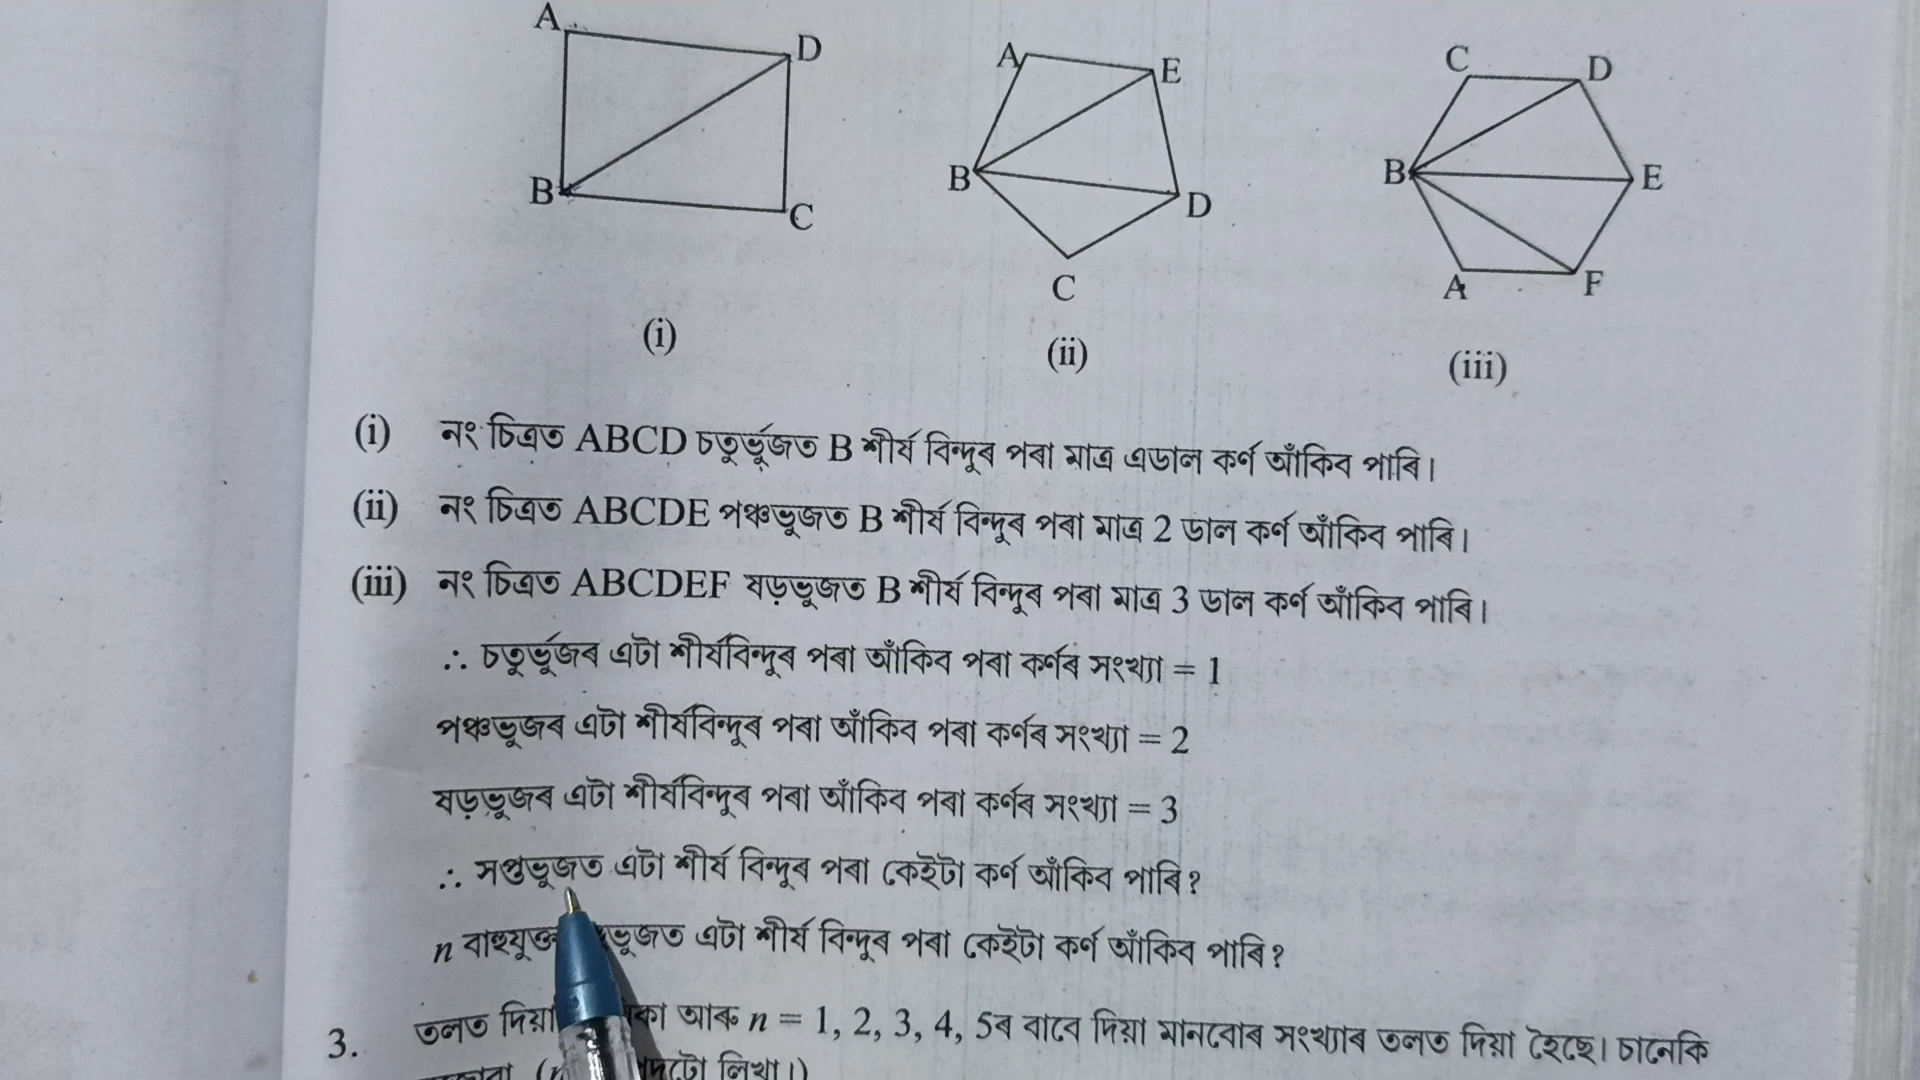 A D
B C
(i)
A E
B D
C
(ii)
C D
B E
A F
(iii)
(i) নং চিত্ৰত ABCD চতুৰ্ভুজত B শীৰ্ষ বিন্দুৰ পৰা মাত্ৰ এডাল কৰ্ণ আঁকিব পাৰি।
(ii) নং চিত্ৰত ABCDE পঞ্চভুজত B শীৰ্ষ বিন্দুৰ পৰা মাত্ৰ 2 ডাল কৰ্ণ আঁকিব পাৰি।
(iii) নং চিত্ৰত ABCDEF ষড়ভুজত B শীৰ্ষ বিন্দুৰ পৰা মাত্ৰ 3 ডাল কৰ্ণ আঁকিব পাৰি।
∴ চতুৰ্ভুজৰ এটা শীৰ্ষবিন্দুৰ পৰা আঁকিব পৰা কৰ্ণৰ সংখ্যা = 1
পঞ্চভুজৰ এটা শীৰ্ষবিন্দুৰ পৰা আঁকিব পৰা কৰ্ণৰ সংখ্যা = 2
ষড়ভুজৰ এটা শীৰ্ষবিন্দুৰ পৰা আঁকিব পৰা কৰ্ণৰ সংখ্যা = 3
∴ সপ্তভুজত এটা শীৰ্ষ বিন্দুৰ পৰা কেইটা কৰ্ণ আঁকিব পাৰি?
n বাহুযুক্ত এটা শীৰ্ষ বিন্দুৰ পৰা কেইটা কৰ্ণ আঁকিব পাৰি?
3. তলত দিয়া আৰু n = 1, 2, 3, 4, 5ৰ বাবে দিয়া মানবোৰ সংখ্যাৰ তলত দিয়া হৈছে। চানেকি
লিখা।)